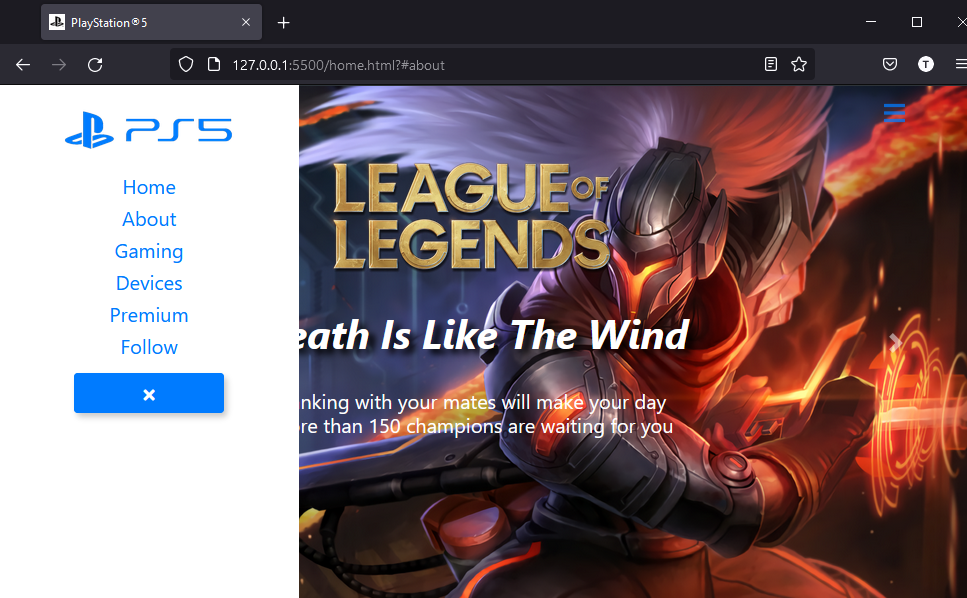 PlayStation®5
127.0.0.1:5500/home.html?#about
T
PS5
Home
About
Gaming
Devices
Premium
Follow
LEAGUE OF
LEGENDS
eath Is Like The Wind
nking with your mates will make your day
ore than 150 champions are waiting for you